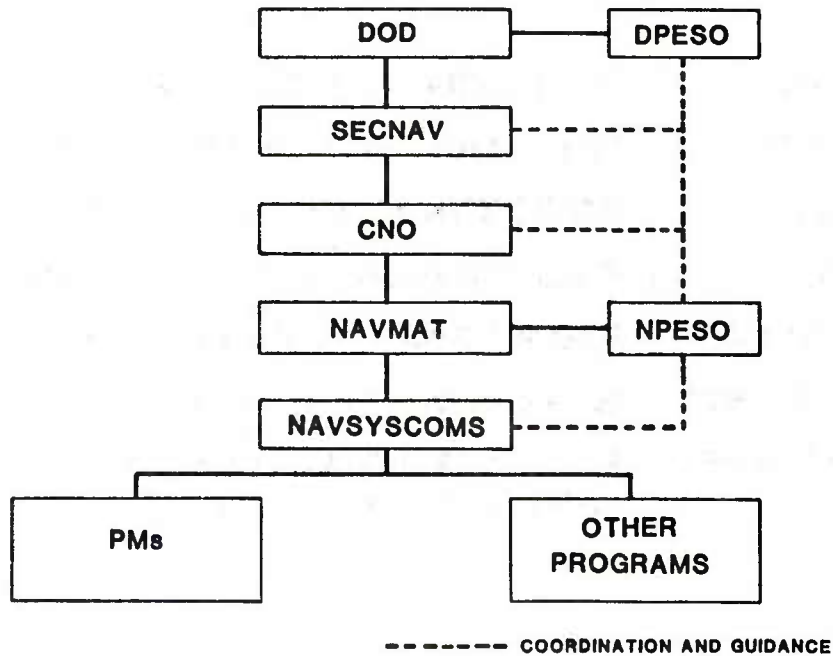 DOD
DPESO
SECNAV
CNO
NAVMAT
NPESO
NAVSYSCOMS
PMs
OTHER
PROGRAMS
COORDINATION AND GUIDANCE